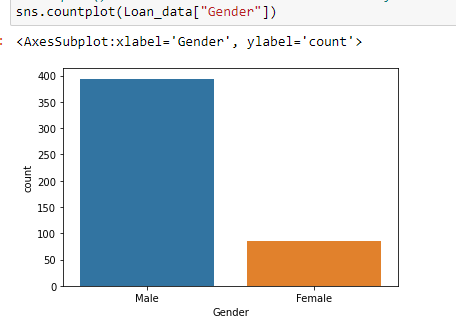 sns.countplot(Loan_data["Gender"])
<AxesSubplot:xlabel='Gender', ylabel='count'>
400
350
300
250
200
150
100
50
0
count
Male Female
Gender